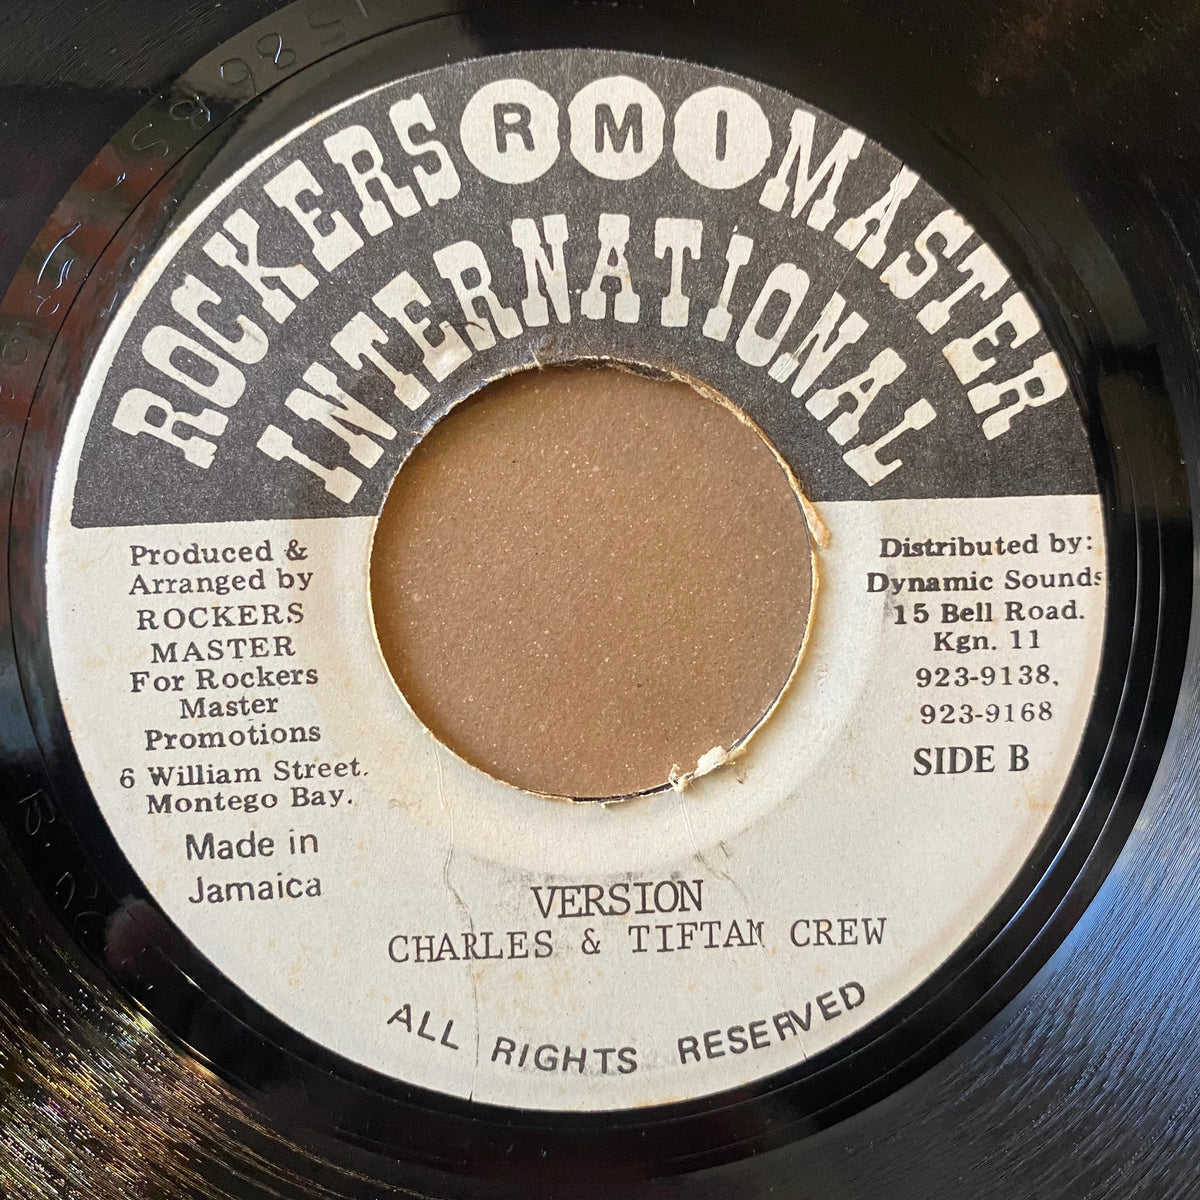 ROCKERS RMI MASTER
INTERNATIONAL
Produced &
Arranged by
ROCKERS
MASTER
For Rockers
Master
Promotions
6 William Street.
Montego Bay.
Made in
Jamaica
Distributed by:
Dynamic Sounds
15 Bell Road.
Kgn. 11
923-9138,
923-9168
SIDE B
VERSION
CHARLES & TIFTAM CREW
ALL RIGHTS RESERVED